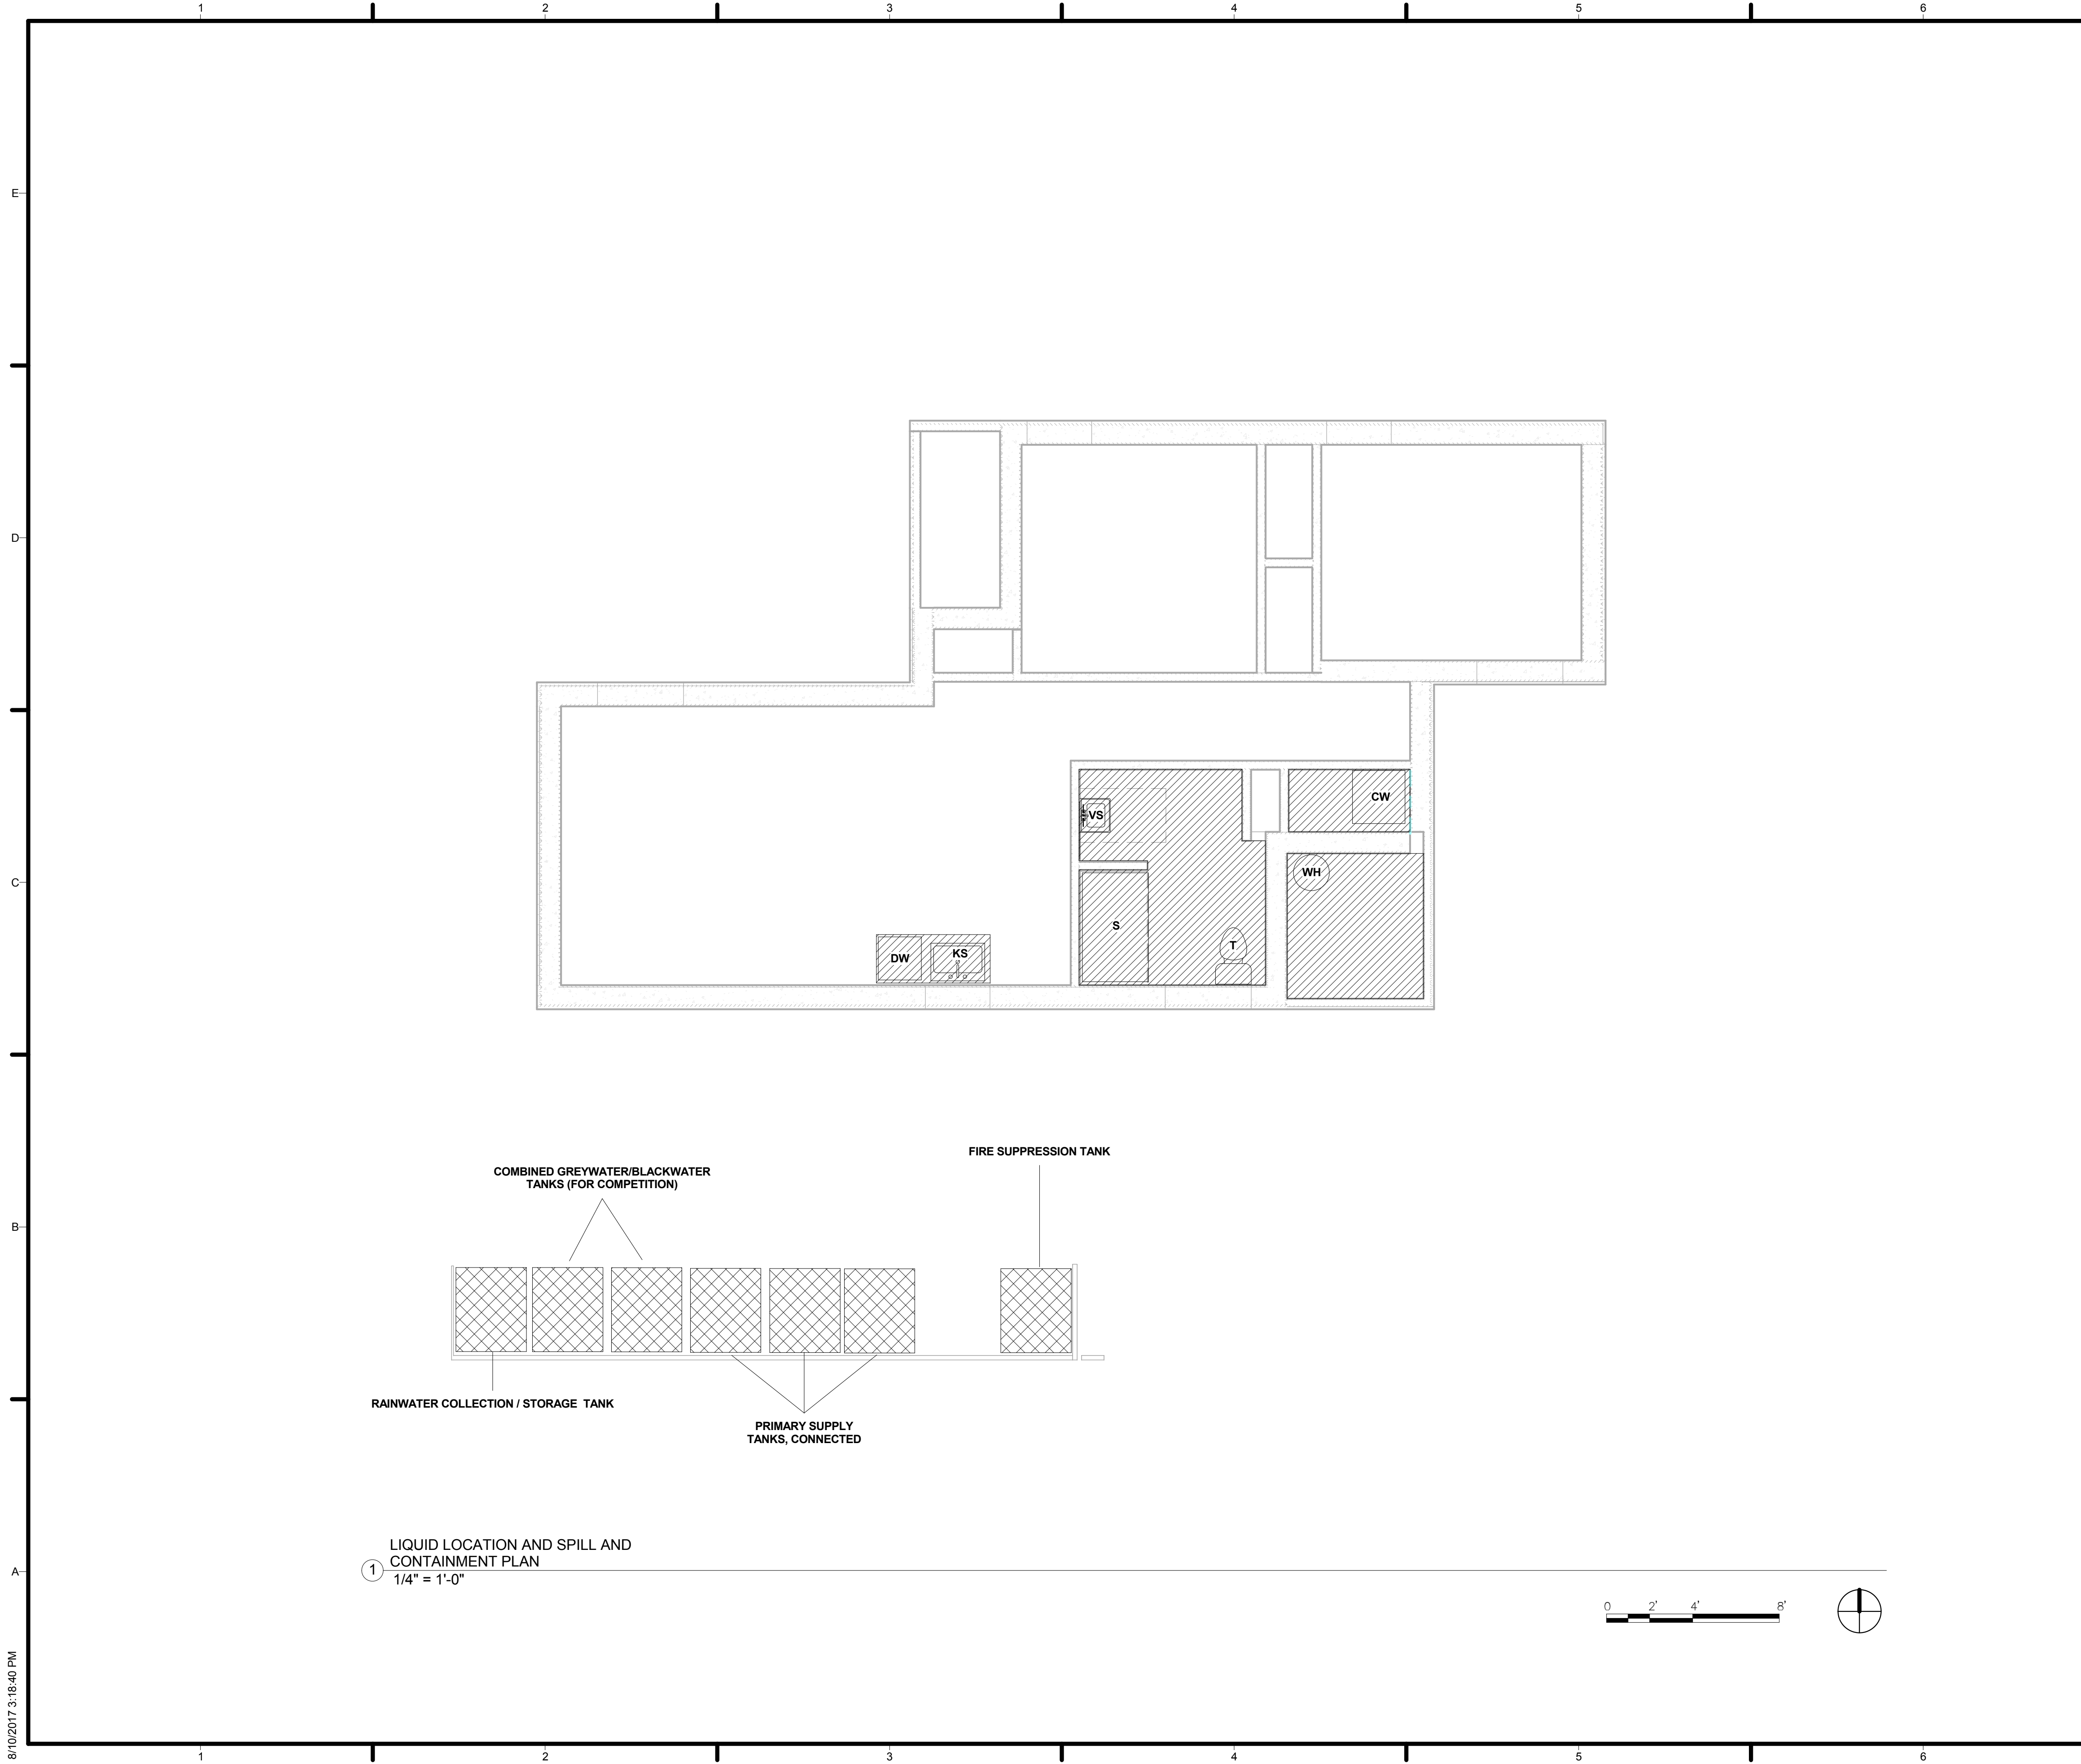 1 2 3 4 5 6
E
D
VS
CW
C
WH
S
T
DW
KS
FIRE SUPPRESSION TANK
COMBINED GREYWATER/BLACKWATER
TANKS (FOR COMPETITION)
B
RAINWATER COLLECTION / STORAGE TANK
PRIMARY SUPPLY
TANKS, CONNECTED
LIQUID LOCATION AND SPILL AND
CONTAINMENT PLAN
1
A
1/4" = 1'-0"
0 2' 4' 8'
8/10/2017 3:18:40 PM
1 2 3 4 5 6